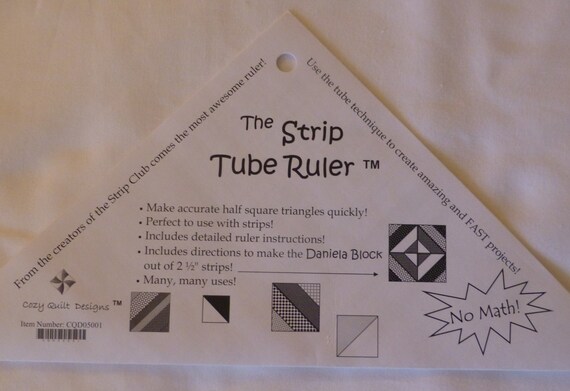 From the creators of the Strip Club comes the most awesome ruler!
Use the tube technique to create amazing and FAST projects!
The Strip
Tube Ruler ™
• Make accurate half square triangles quickly!
• Perfect to use with strips!
• Includes detailed ruler instructions!
• Includes directions to make the Daniela Block
out of 2 ½" strips!
• Many, many uses!
Cozy Quilt Designs ™
Item Number: CQD05001
No Math!